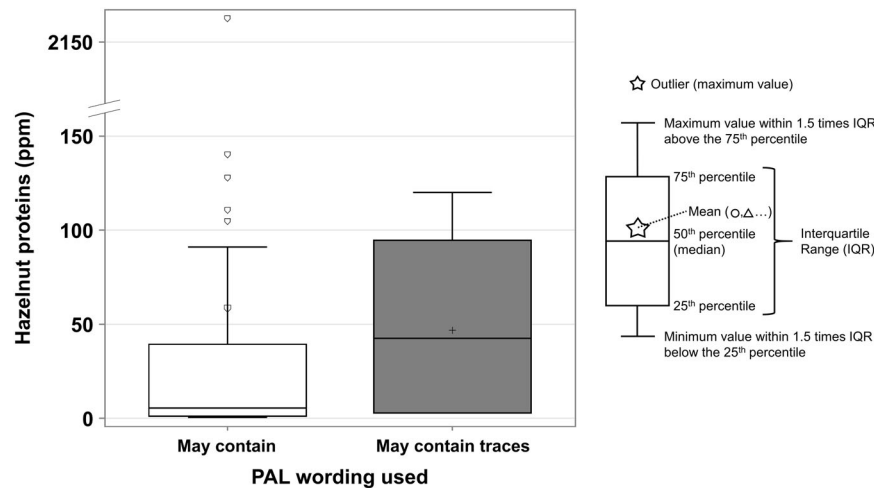 2150
150
100
50
0
Hazelnut proteins (ppm)
May contain
May contain traces
PAL wording used
Outlier (maximum value)
Maximum value within 1.5 times IQR
above the 75th percentile
75th percentile
Mean (○,△...)
50th percentile
(median)
Interquartile
Range (IQR)
25th percentile
Minimum value within 1.5 times IQR
below the 25th percentile